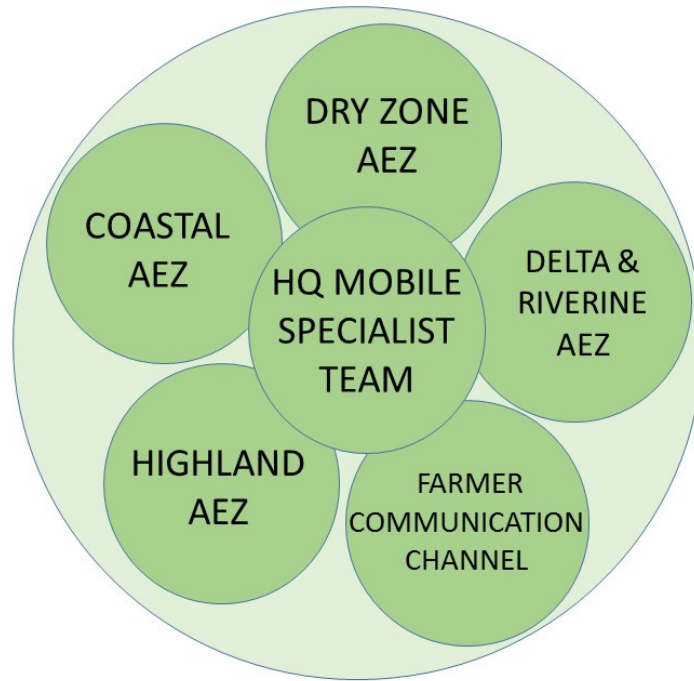 DRY ZONE
AEZ
COASTAL
AEZ
DELTA &
RIVERINE
AEZ
HQ MOBILE
SPECIALIST
TEAM
HIGHLAND
AEZ
FARMER
COMMUNICATION
CHANNEL